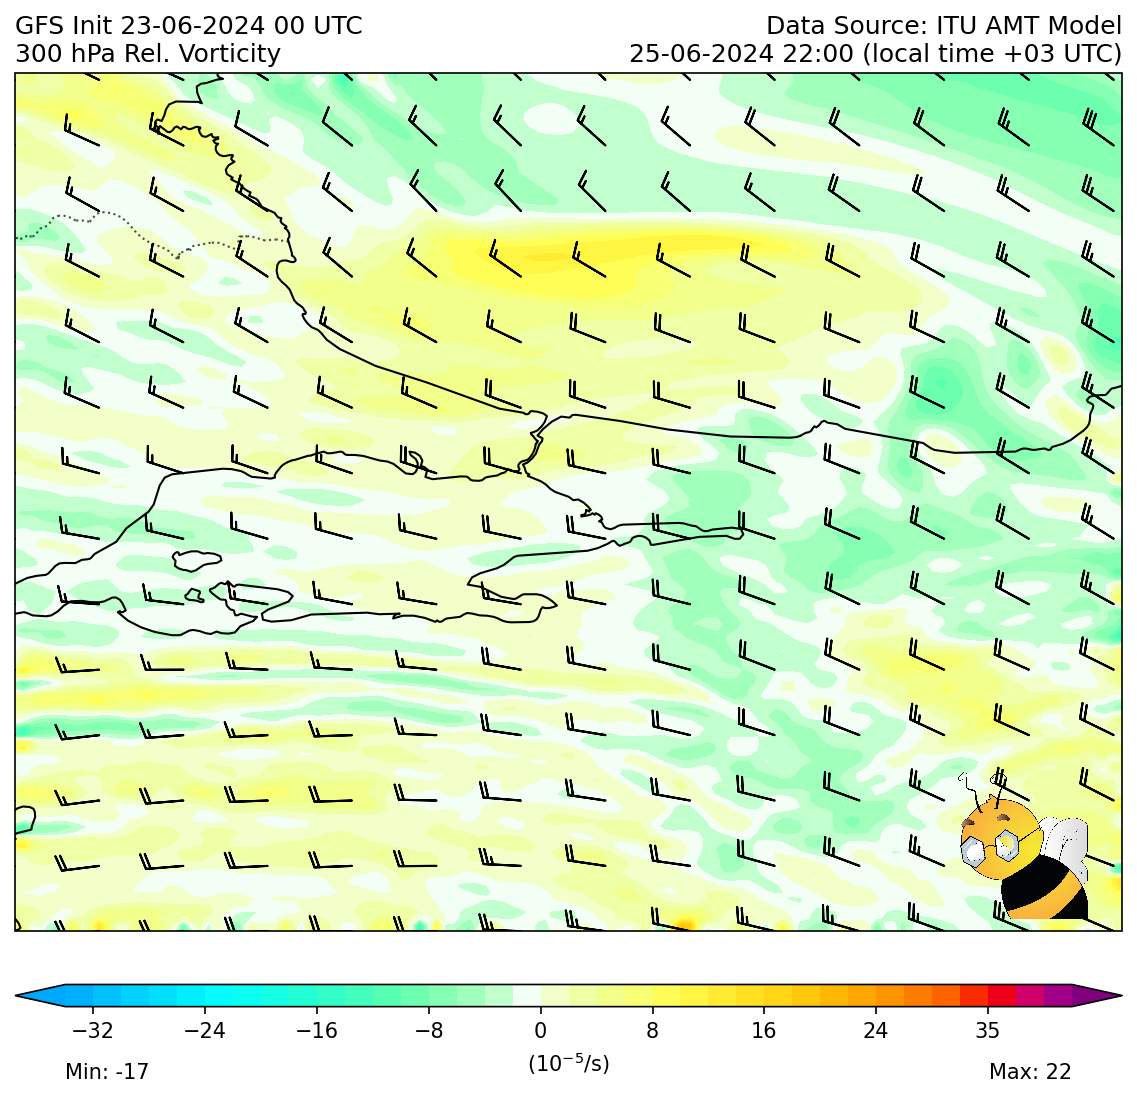 GFS Init 23-06-2024 00 UTC
300 hPa Rel. Vorticity
Data Source: ITU AMT Model
25-06-2024 22:00 (local time +03 UTC)
−32 −24 −16 −8 0 8 16 24 35
(10⁻⁵/s)
Min: -17
Max: 22